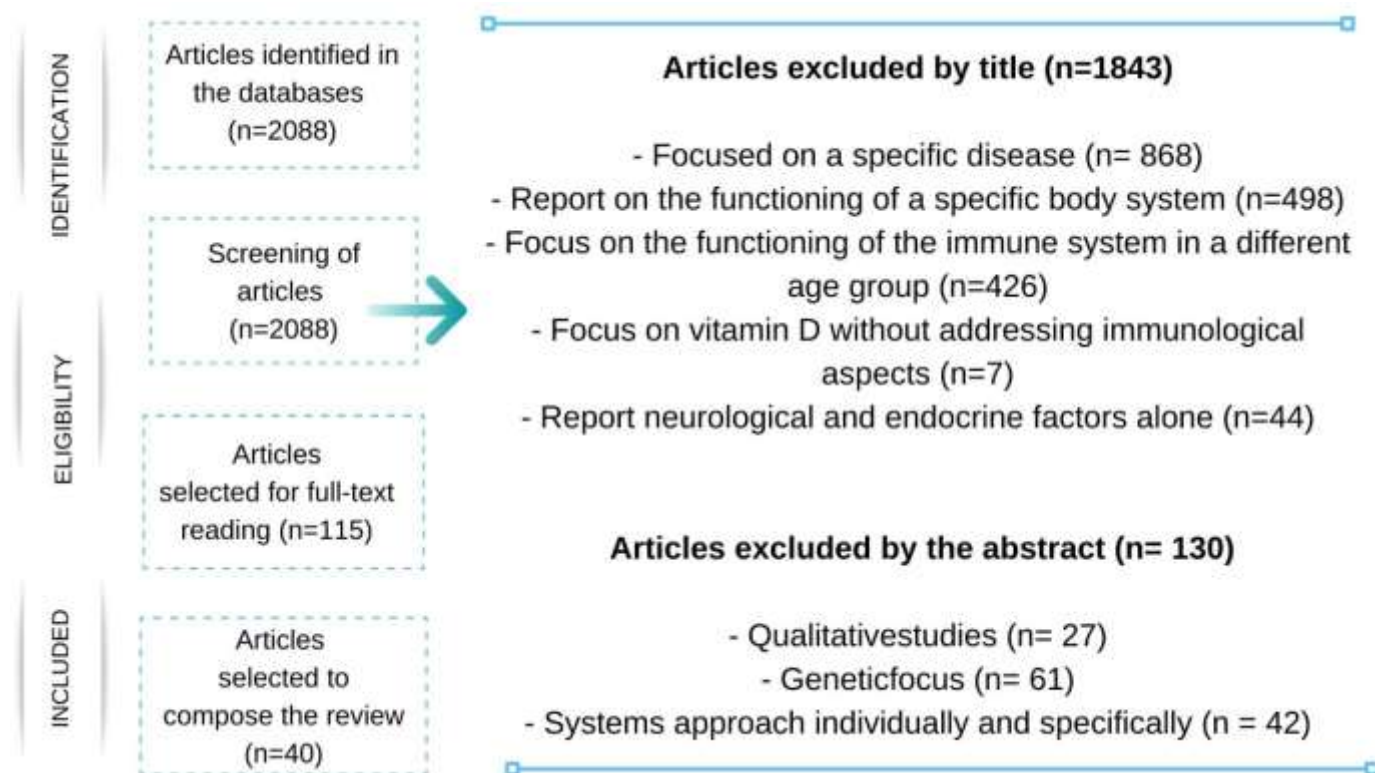 IDENTIFICATION
Articles identified in
the databases
(n=2088)
Screening of
articles
(n=2088)
ELIGIBILITY
Articles
selected for full-text
reading (n=115)
INCLUDED
Articles
selected to
compose the review
(n=40)
Articles excluded by title (n=1843)
- Focused on a specific disease (n= 868)
- Report on the functioning of a specific body system (n=498)
- Focus on the functioning of the immune system in a different
age group (n=426)
- Focus on vitamin D without addressing immunological
aspects (n=7)
- Report neurological and endocrine factors alone (n=44)
Articles excluded by the abstract (n= 130)
- Qualitativestudies (n= 27)
- Geneticfocus (n= 61)
- Systems approach individually and specifically (n = 42)